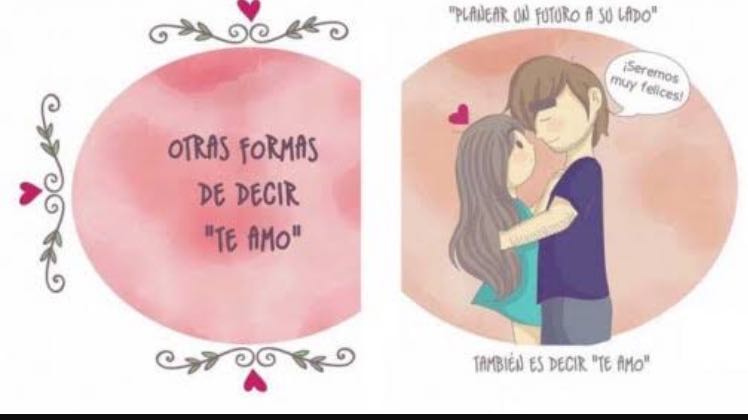 OTRAS FORMAS
DE DECIR
"TE AMO"
"PLANEAR UN FUTURO A SU LADO"
¡Seremos
muy felices!
TAMBIÉN ES DECIR "TE AMO"